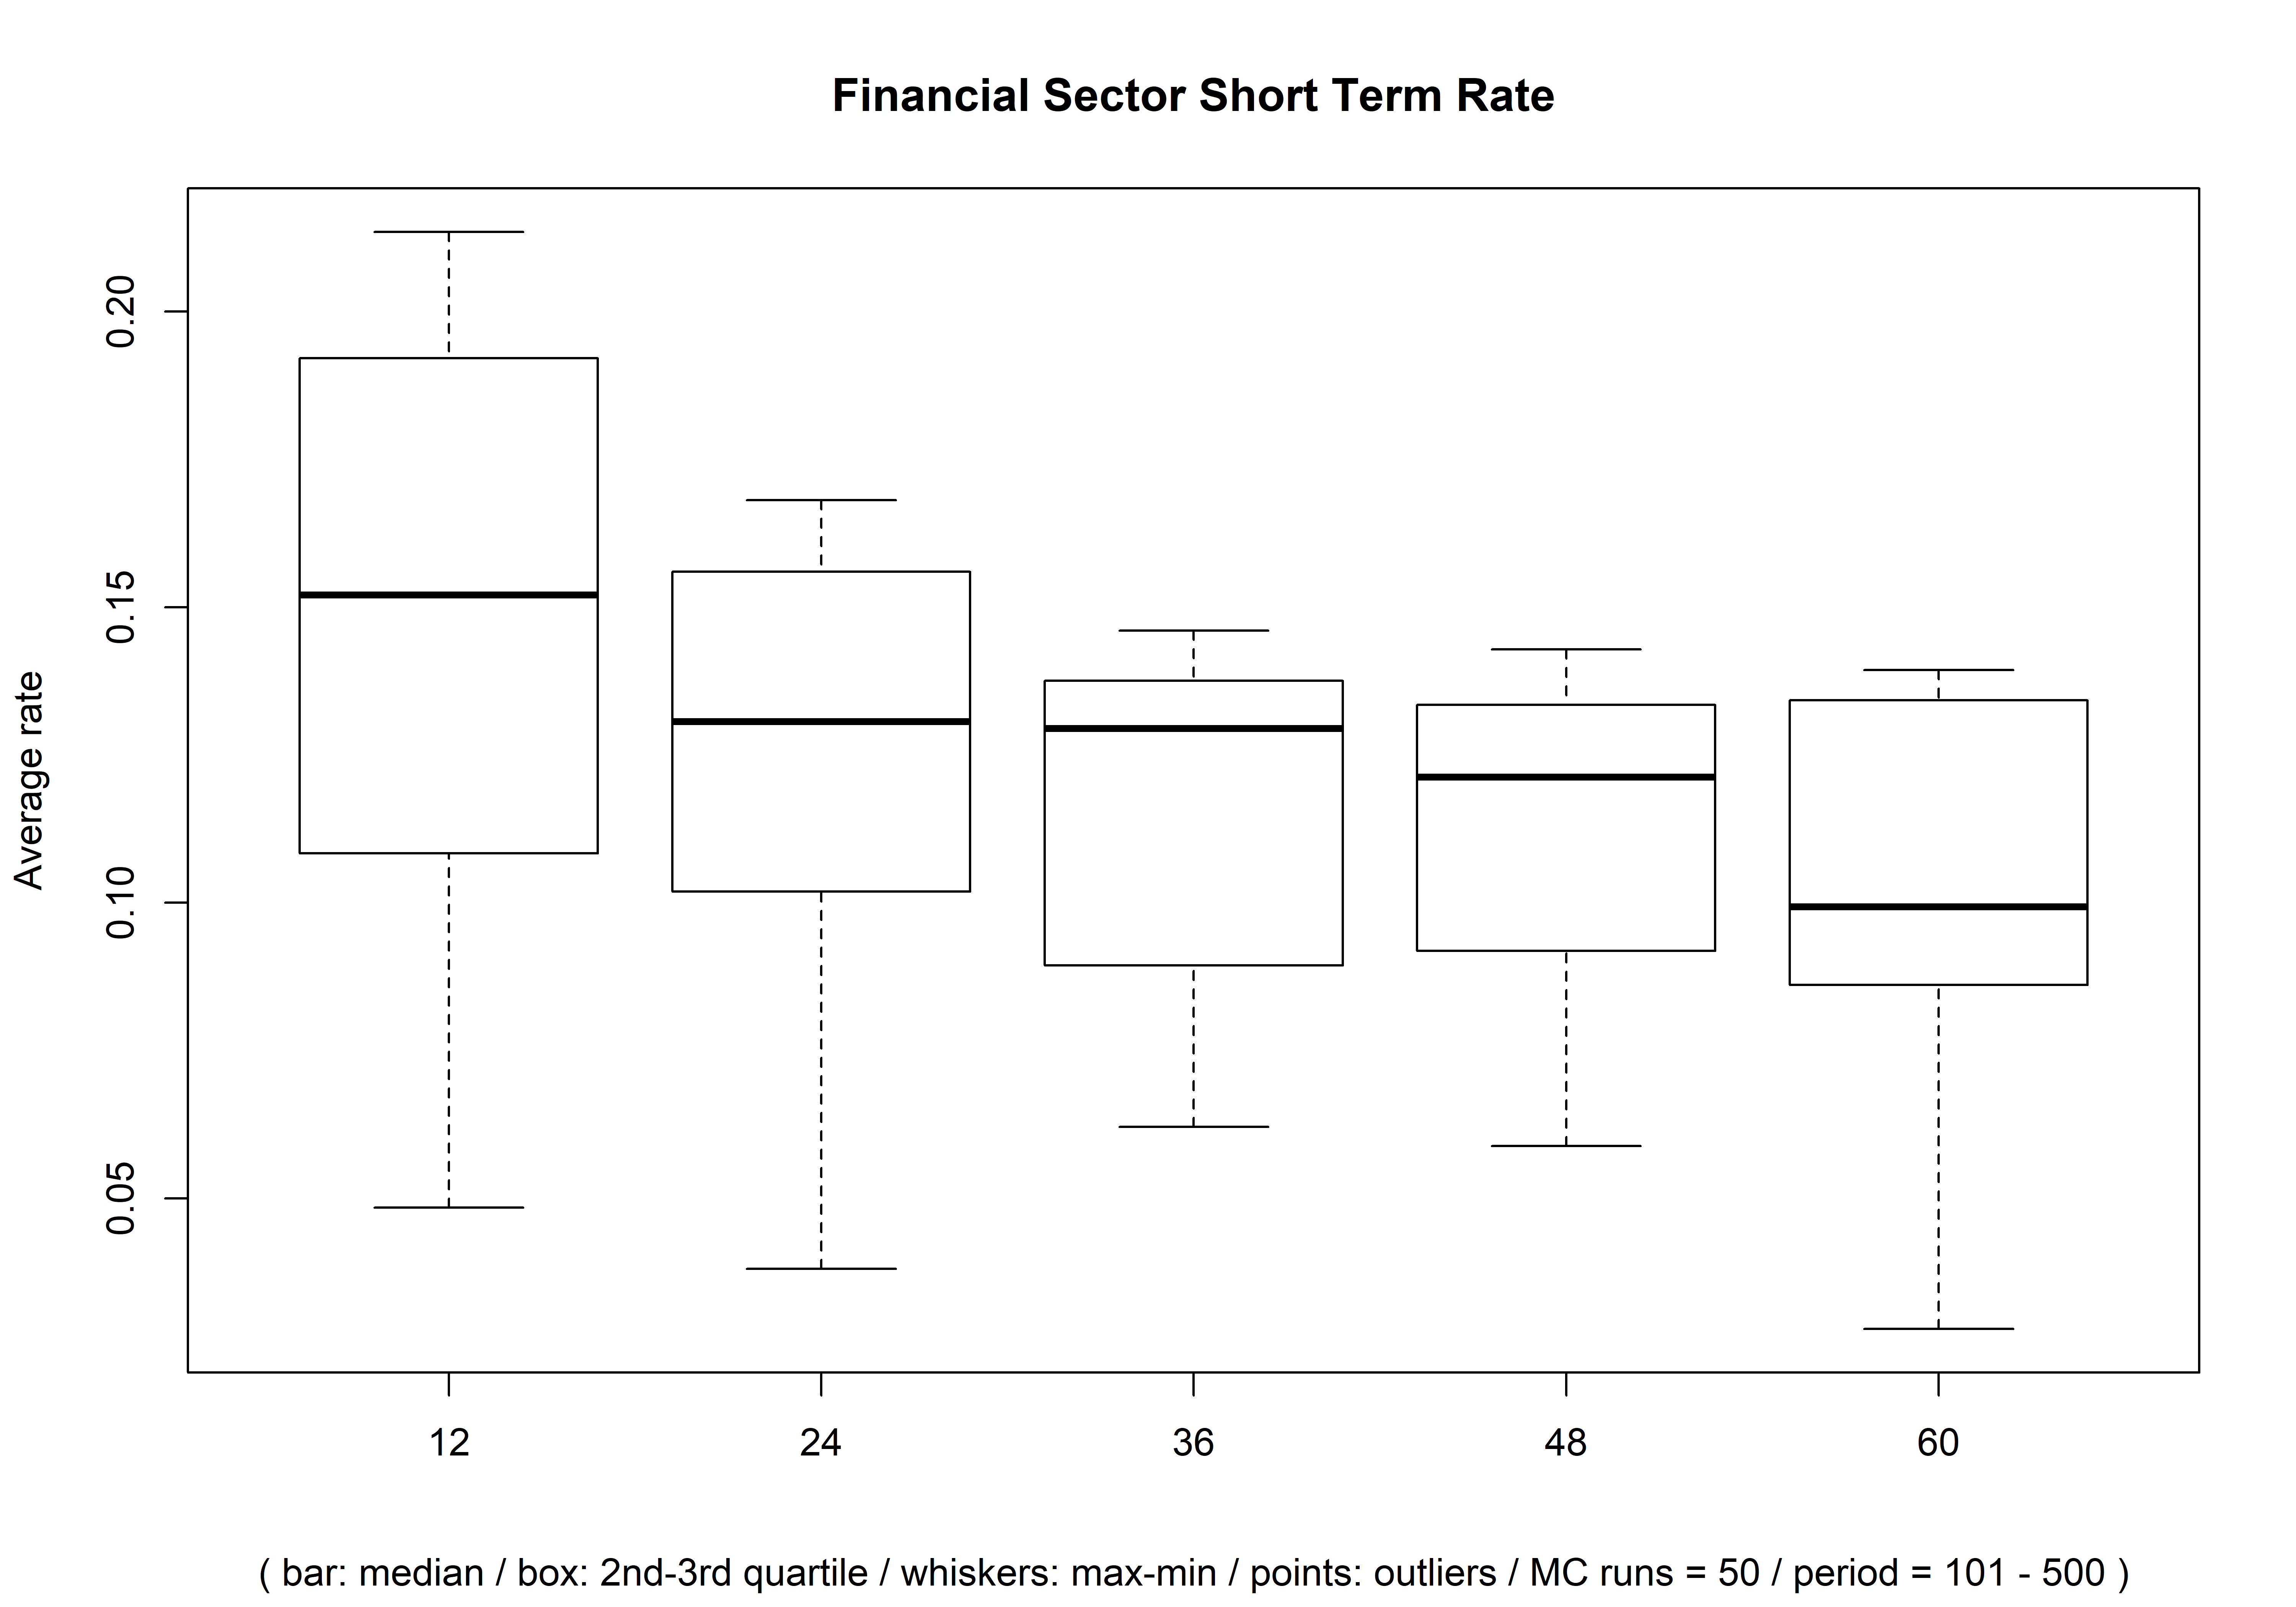 Financial Sector Short Term Rate
Average rate
0.20
0.15
0.10
0.05
12 24 36 48 60
( bar: median / box: 2nd-3rd quartile / whiskers: max-min / points: outliers / MC runs = 50 / period = 101 - 500 )